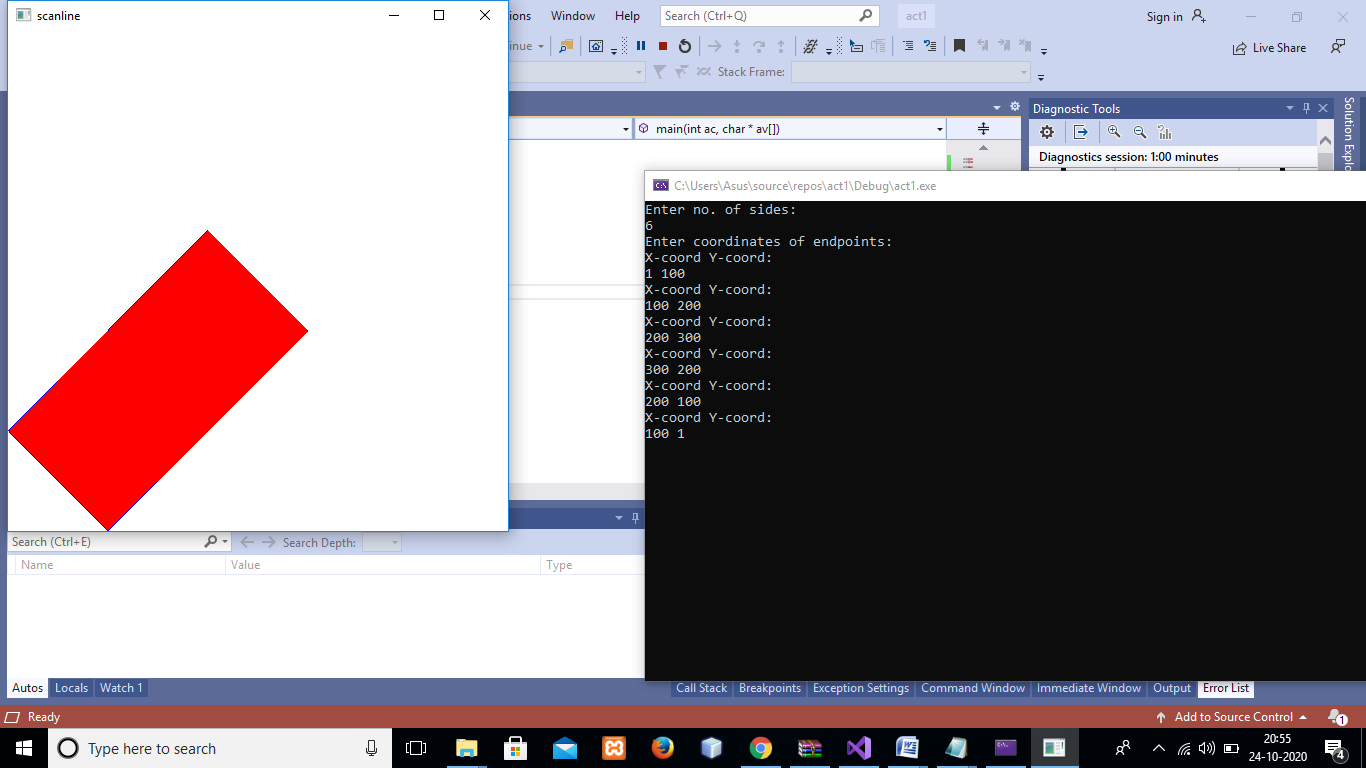 scanline
ions Window Help Search (Ctrl+Q) act1 Sign in
nue Live Share
Stack Frame:
Diagnostic Tools
Solution Explo
main(int ac, char * av[])
Diagnostics session: 1:00 minutes
C:\Users\Asus\source\repos\act1\Debug\act1.exe
Enter no. of sides:
6
Enter coordinates of endpoints:
X-coord Y-coord:
1 100
X-coord Y-coord:
100 200
X-coord Y-coord:
200 300
X-coord Y-coord:
300 200
X-coord Y-coord:
200 100
X-coord Y-coord:
100 1
Search (Ctrl+E) Search Depth:
Name Value Type
Autos Locals Watch 1 Call Stack Breakpoints Exception Settings Command Window Immediate Window Output Error List
Ready Add to Source Control 1
Type here to search 20:55
24-10-2020 4